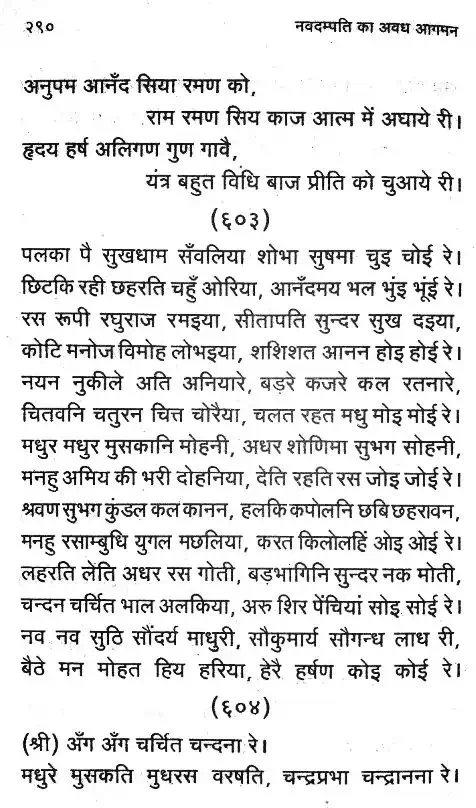 २९०
नवदम्पति का अवध आगमन
अनुपम आनँद सिया रमण को,
राम रमण सिय काज आत्म में अघाये री।
हृदय हर्ष अलिगण गुण गावै,
यंत्र बहुत विधि बाज प्रीति को चुआये री।
(६०३)
पलका पै सुखधाम सँवलिया शोभा सुषमा चुइ चोई रे।
छिटकि रही छहरति चहुँ ओरिया, आनँदमय भल भुंइ भूंई रे।
रस रूपी रघुराज रमइया, सीतापति सुन्दर सुख दइया,
कोटि मनोज विमोह लोभइया, शशिशत आनन होइ होई रे।
नयन नुकीले अति अनियारे, बड़रे कजरे कल रतनारे,
चितवनि चतुरन चित्त चोरैया, चलत रहत मधु मोइ मोई रे।
मधुर मधुर मुसकानि मोहनी, अधर शोणिमा सुभग सोहनी,
मनहु अमिय की भरी दोहनिया, देति रहति रस जोइ जोई रे।
श्रवण सुभग कुंडल कल कानन, हलकि कपोलनि छबि छहरावन,
मनहु रसाम्बुधि युगल मछलिया, करत किलोलहिं ओइ ओई रे।
लहरति लेति अधर रस गोती, बड़भागिनि सुन्दर नक मोती,
चन्दन चर्चित भाल अलकिया, अरु शिर पेंचियां सोइ सोई रे।
नव नव सुठि सौंदर्य माधुरी, सौकुमार्य सौगन्ध लाध री,
बैठे मन मोहत हिय हरिया, हेरै हर्षण कोइ कोई रे।
(६०४)
(श्री) अँग अँग चर्चित चन्दना रे।
मधुरे मुसकति मुधरस वरषति, चन्द्रप्रभा चन्द्रानना रे।